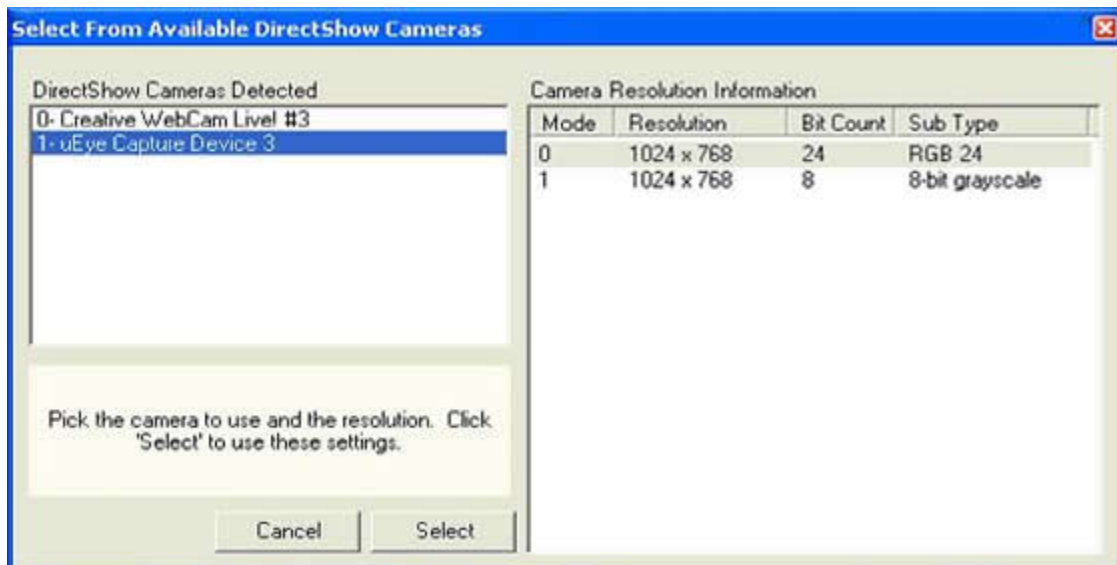 Select From Available DirectShow Cameras
DirectShow Cameras Detected
0- Creative WebCam Live! #3
1- uEye Capture Device 3
Pick the camera to use and the resolution. Click
'Select' to use these settings.
Cancel Select
Camera Resolution Information
Mode Resolution Bit Count Sub Type
0 1024 x 768 24 RGB 24
1 1024 x 768 8 8-bit grayscale